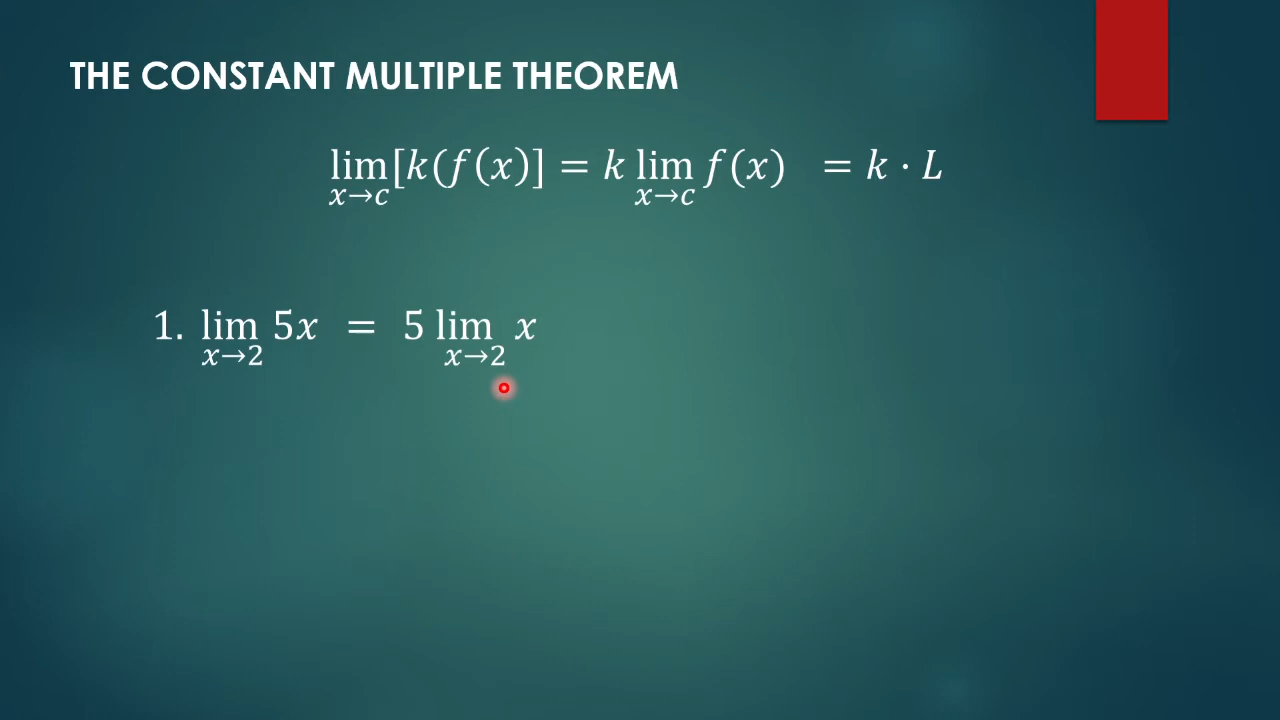 THE CONSTANT MULTIPLE THEOREM
lim x→c [k(f(x)] = k lim x→c f(x) = k · L
1. lim x→2 5x = 5 lim x→2 x